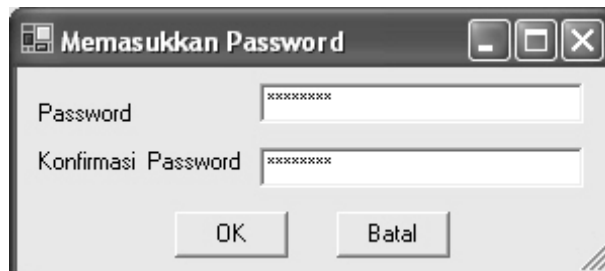 Memasukkan Password
Password ********
Konfirmasi Password ********
OK Batal